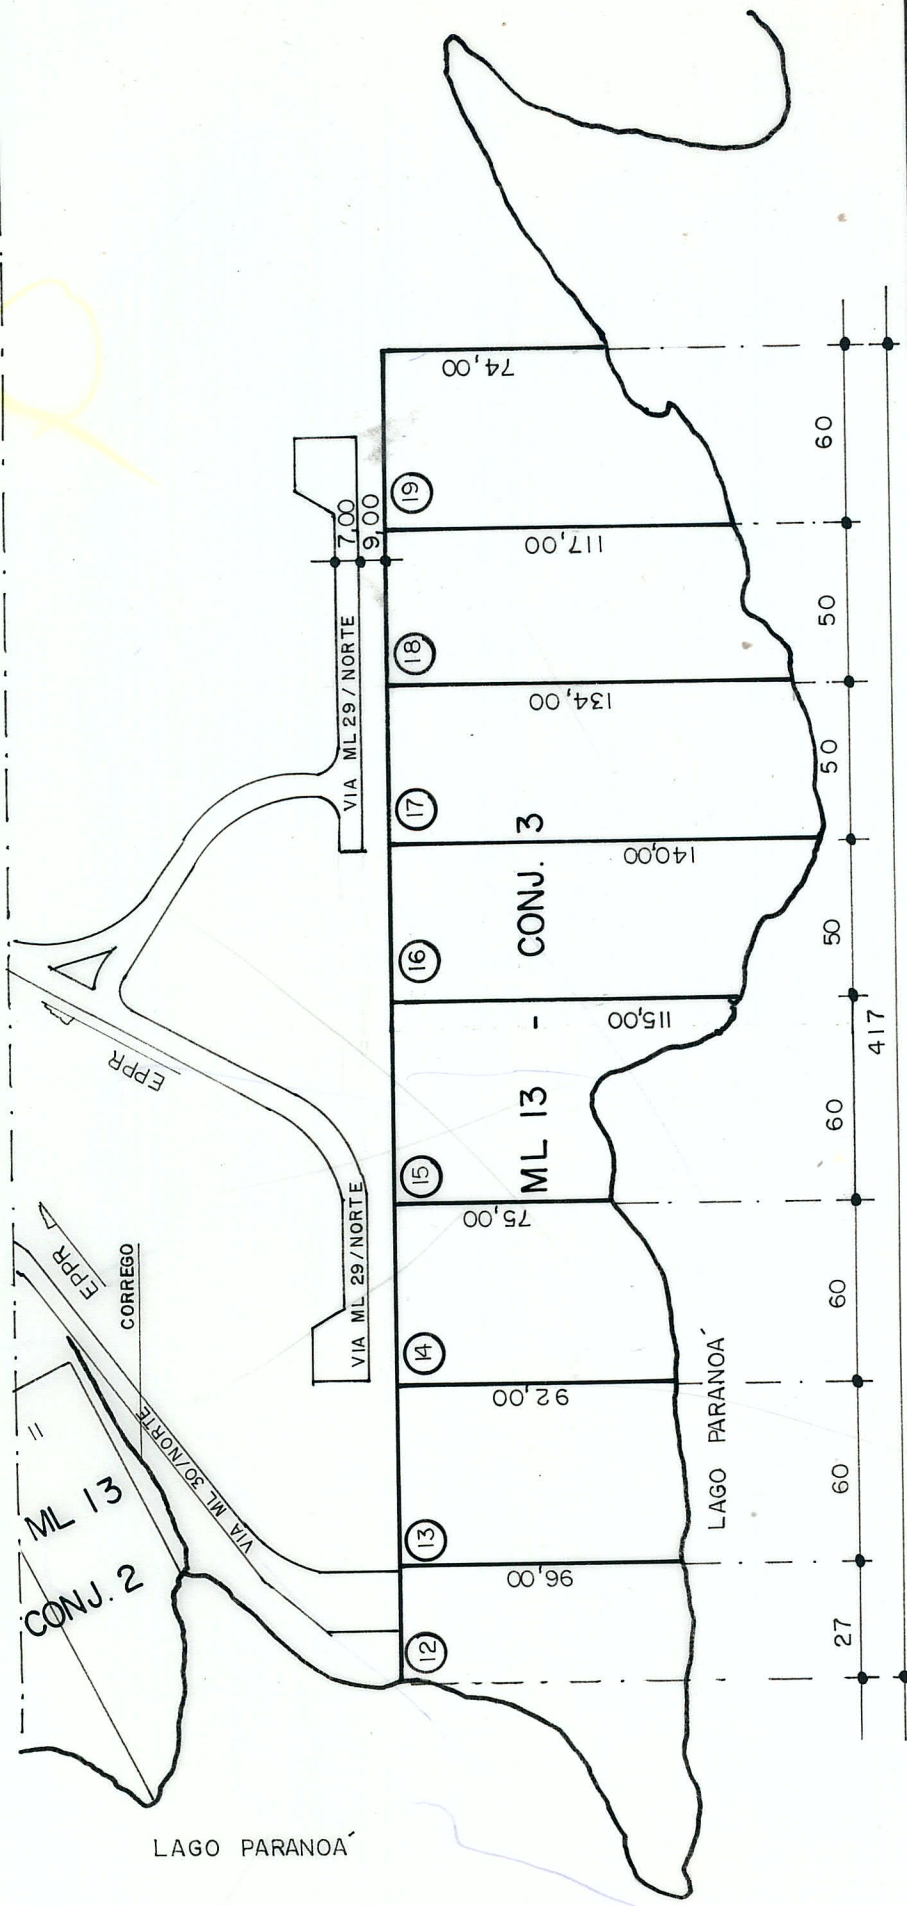 74,00
60
19
7,00
9,00
117,00
50
18
VIA ML 29/NORTE
134,00
50
17
140,00
ML 13 - CONJ. 3
50
16
EPPR
115,00
417
60
15
75,00
VIA ML 29/NORTE
60
14
EPPR
CORREGO
92,00
LAGO PARANOÁ
60
13
11
ML 13
CONJ. 2
VIA ML 30/NORTE
96,00
27
12
LAGO PARANOÁ